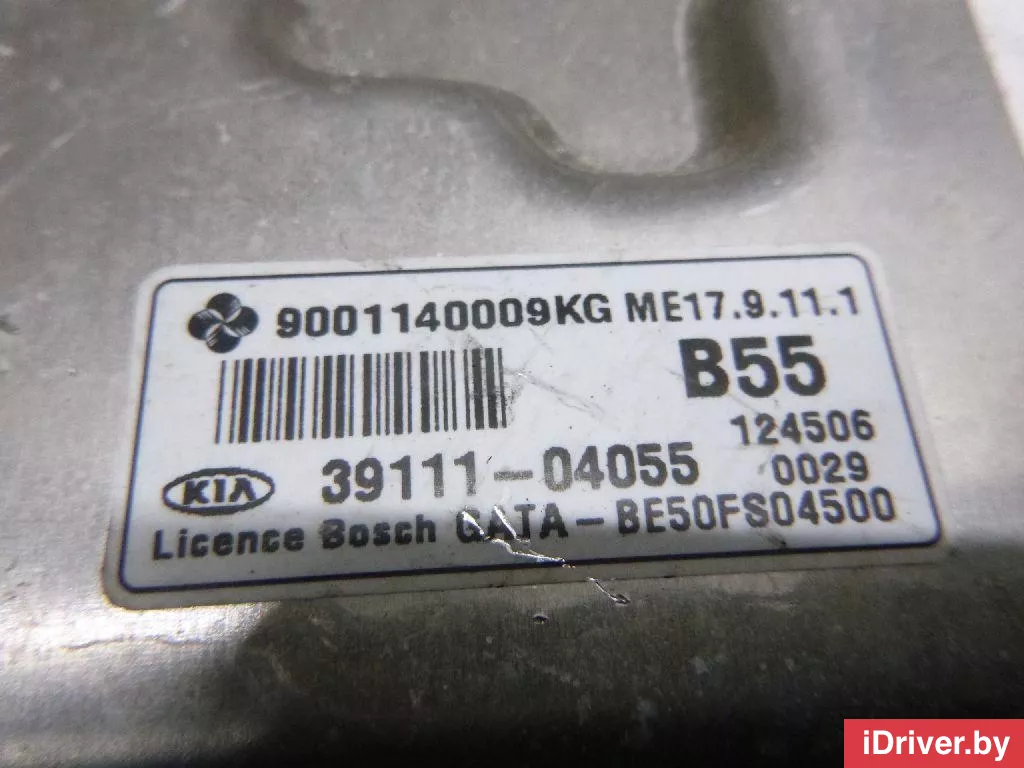 9001140009KG ME17.9.11.1
B55
124506
39111-04055 0029
KIA
Licence Bosch GATA-BE50FS04500
iDriver.by